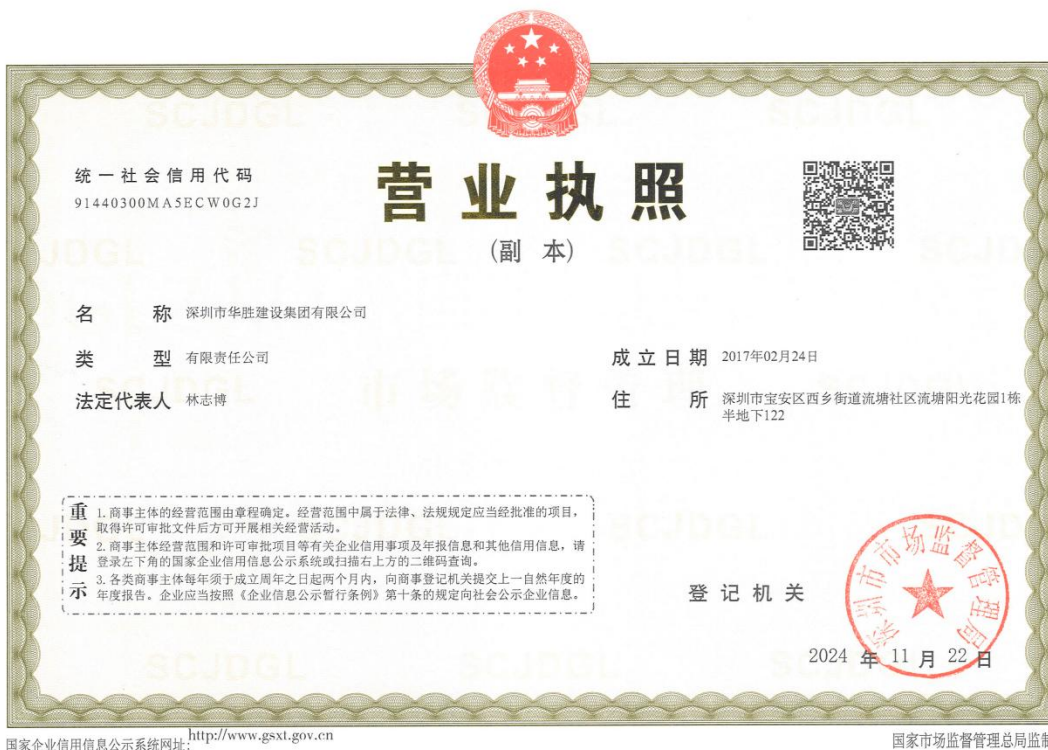 统一社会信用代码
91440300MA5ECW0G2J
营业执照
(副 本)
名 称 深圳市华胜建设集团有限公司
类 型 有限责任公司
成立日期 2017年02月24日
法定代表人 林志博
住 所 深圳市宝安区西乡街道流塘社区流塘阳光花园1栋
半地下122
重要提示
1.商事主体的经营范围由章程确定。经营范围中属于法律、法规规定应当经批准的项目，
取得许可审批文件后方可开展相关经营活动。
2.商事主体经营范围和许可审批项目等有关企业信用事项及年报信息和其他信用信息，请
登录左下角的国家企业信用信息公示系统或扫描右上方的二维码查询。
3.各类商事主体每年须于成立周年之日起两个月内，向商事登记机关提交上一自然年度的
年度报告。企业应当按照《企业信息公示暂行条例》第十条的规定向社会公示企业信息。
登记机关
深圳市市场监督管理局
2024 年 11 月 22 日
国家企业信用信息公示系统网址: http://www.gsxt.gov.cn
国家市场监督管理总局监制
SCJDGL